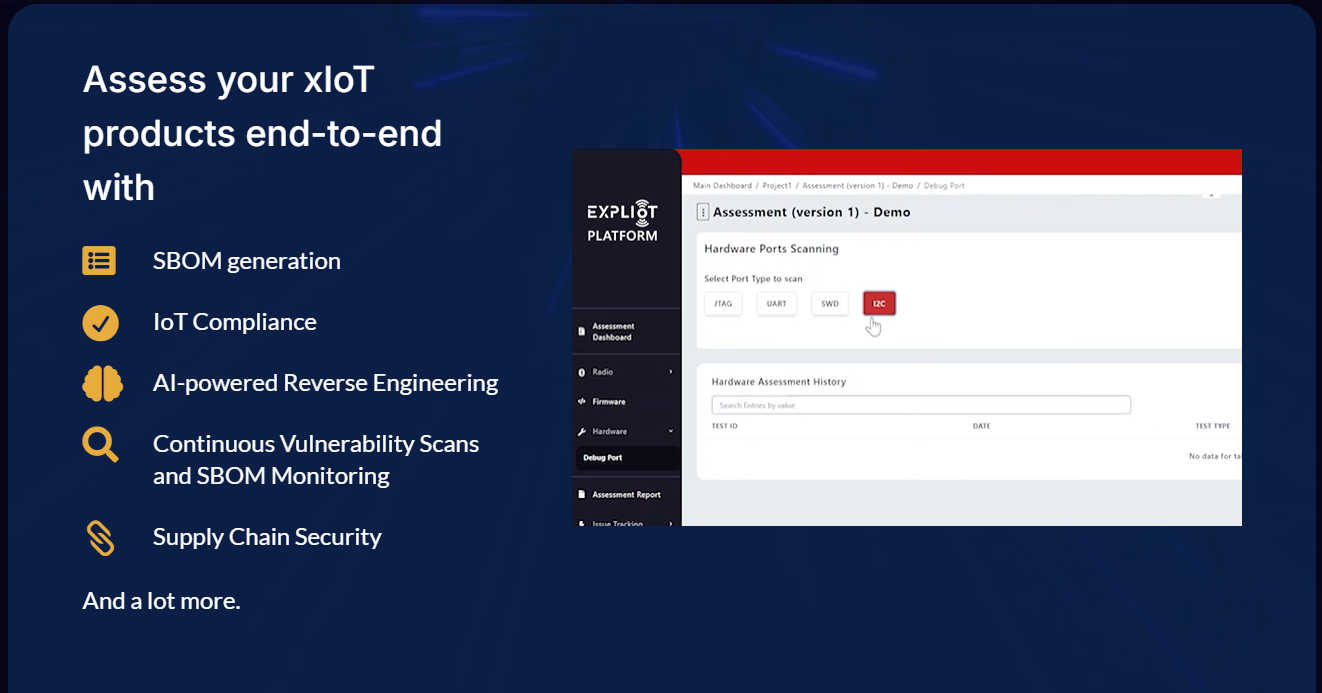 Assess your xIoT
products end-to-end
with
SBOM generation
IoT Compliance
AI-powered Reverse Engineering
Continuous Vulnerability Scans
and SBOM Monitoring
Supply Chain Security
And a lot more.
EXPLIOT
PLATFORM
Assessment
Dashboard
Radio
Firmware
Hardware
Debug Port
Assessment Report
Issue Tracking
Main Dashboard / Project1 / Assessment (version 1) - Demo / Debug Port
Assessment (version 1) - Demo
Hardware Ports Scanning
Select Port Type to scan
JTAG UART SWD I2C
Hardware Assessment History
Search Entries by value
TEST ID DATE TEST TYPE
No data for